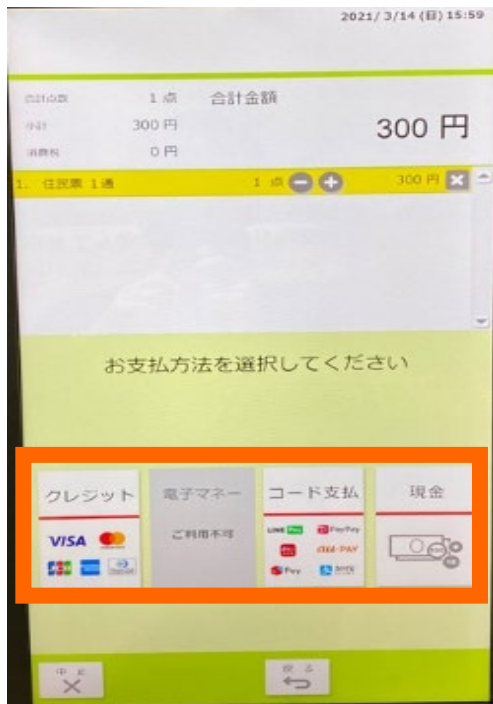 2021/ 3/14 (日) 15:59
合計点数 1 点 合計金額
小計 300 円 300 円
消費税 0 円
1. 住民票 1通 1 点 300 円
お支払方法を選択してください
クレジット 電子マネー コード支払 現金
VISA ご利用不可 LINE Pay PayPay
JCB au PAY
d Pay
中止 戻る